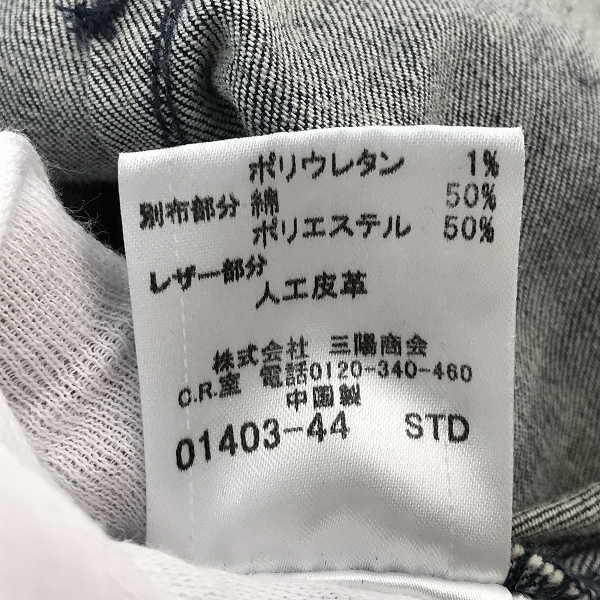 ポリウレタン 1%
別布部分 綿 50%
ポリエステル 50%
レザー部分
人工皮革
株式会社 三陽商会
C.R.室 電話0120-340-460
中国製
01403-44 STD